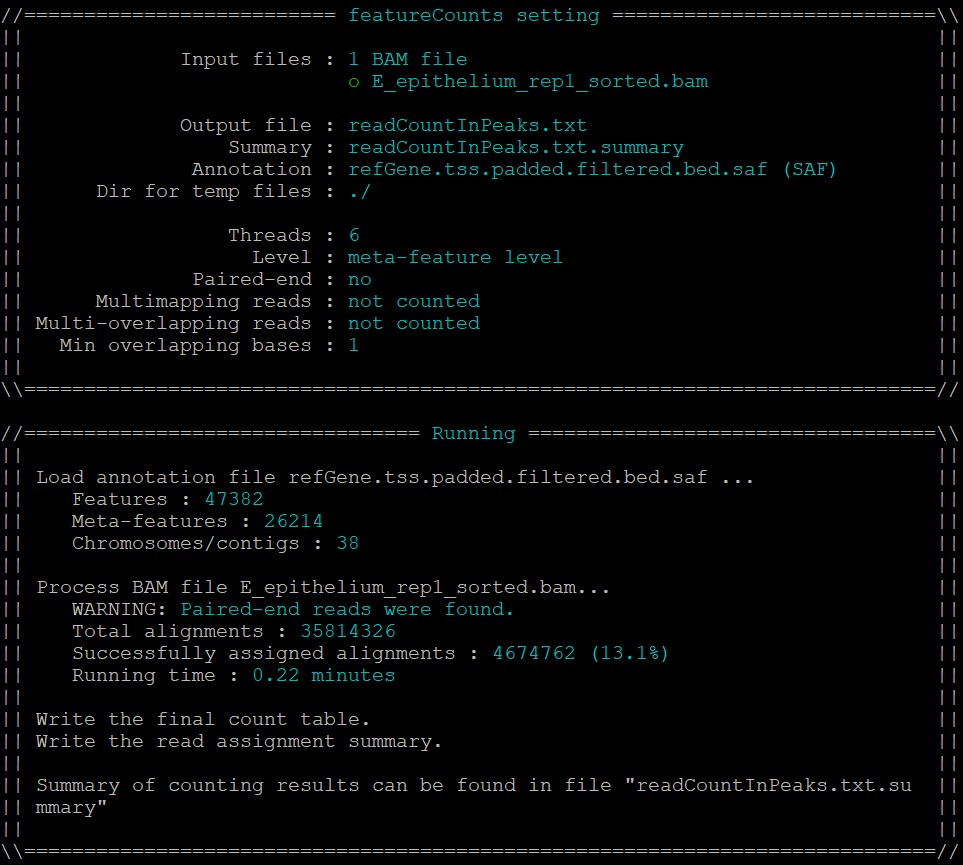 //========================== featureCounts setting ===========================\\
||                                                                            ||
||             Input files : 1 BAM file                                       ||
||                           o E_epithelium_rep1_sorted.bam                   ||
||                                                                            ||
||             Output file : readCountInPeaks.txt                             ||
||                 Summary : readCountInPeaks.txt.summary                     ||
||              Annotation : refGene.tss.padded.filtered.bed.saf (SAF)        ||
||      Dir for temp files : ./                                               ||
||                                                                            ||
||                 Threads : 6                                                ||
||                   Level : meta-feature level                               ||
||              Paired-end : no                                               ||
||      Multimapping reads : not counted                                      ||
|| Multi-overlapping reads : not counted                                      ||
||   Min overlapping bases : 1                                                ||
||                                                                            ||
\\============================================================================//

//================================= Running ==================================\\
||                                                                            ||
|| Load annotation file refGene.tss.padded.filtered.bed.saf ...               ||
||    Features : 47382                                                        ||
||    Meta-features : 26214                                                   ||
||    Chromosomes/contigs : 38                                                ||
||                                                                            ||
|| Process BAM file E_epithelium_rep1_sorted.bam...                           ||
||    WARNING: Paired-end reads were found.                                   ||
||    Total alignments : 35814326                                             ||
||    Successfully assigned alignments : 4674762 (13.1%)                      ||
||    Running time : 0.22 minutes                                             ||
||                                                                            ||
|| Write the final count table.                                               ||
|| Write the read assignment summary.                                         ||
||                                                                            ||
|| Summary of counting results can be found in file "readCountInPeaks.txt.su  ||
|| mmary"                                                                     ||
||                                                                            ||
\\============================================================================//